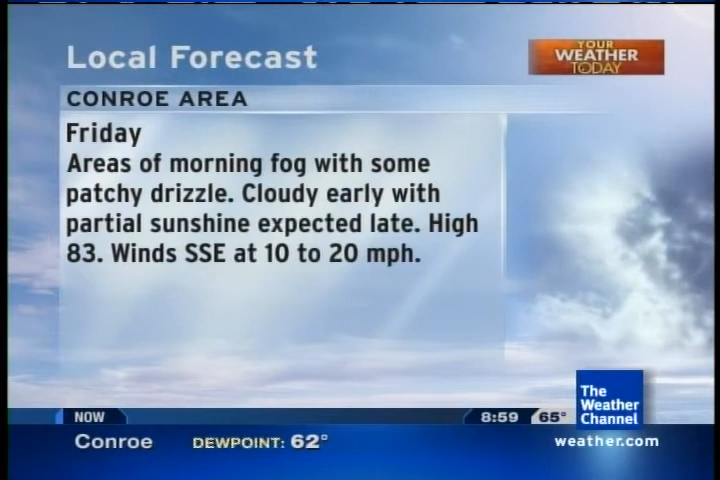 Local Forecast
YOUR
WEATHER
TODAY
CONROE AREA
Friday
Areas of morning fog with some
patchy drizzle. Cloudy early with
partial sunshine expected late. High
83. Winds SSE at 10 to 20 mph.
NOW
8:59
65°
The
Weather
Channel
Conroe
DEWPOINT: 62°
weather.com